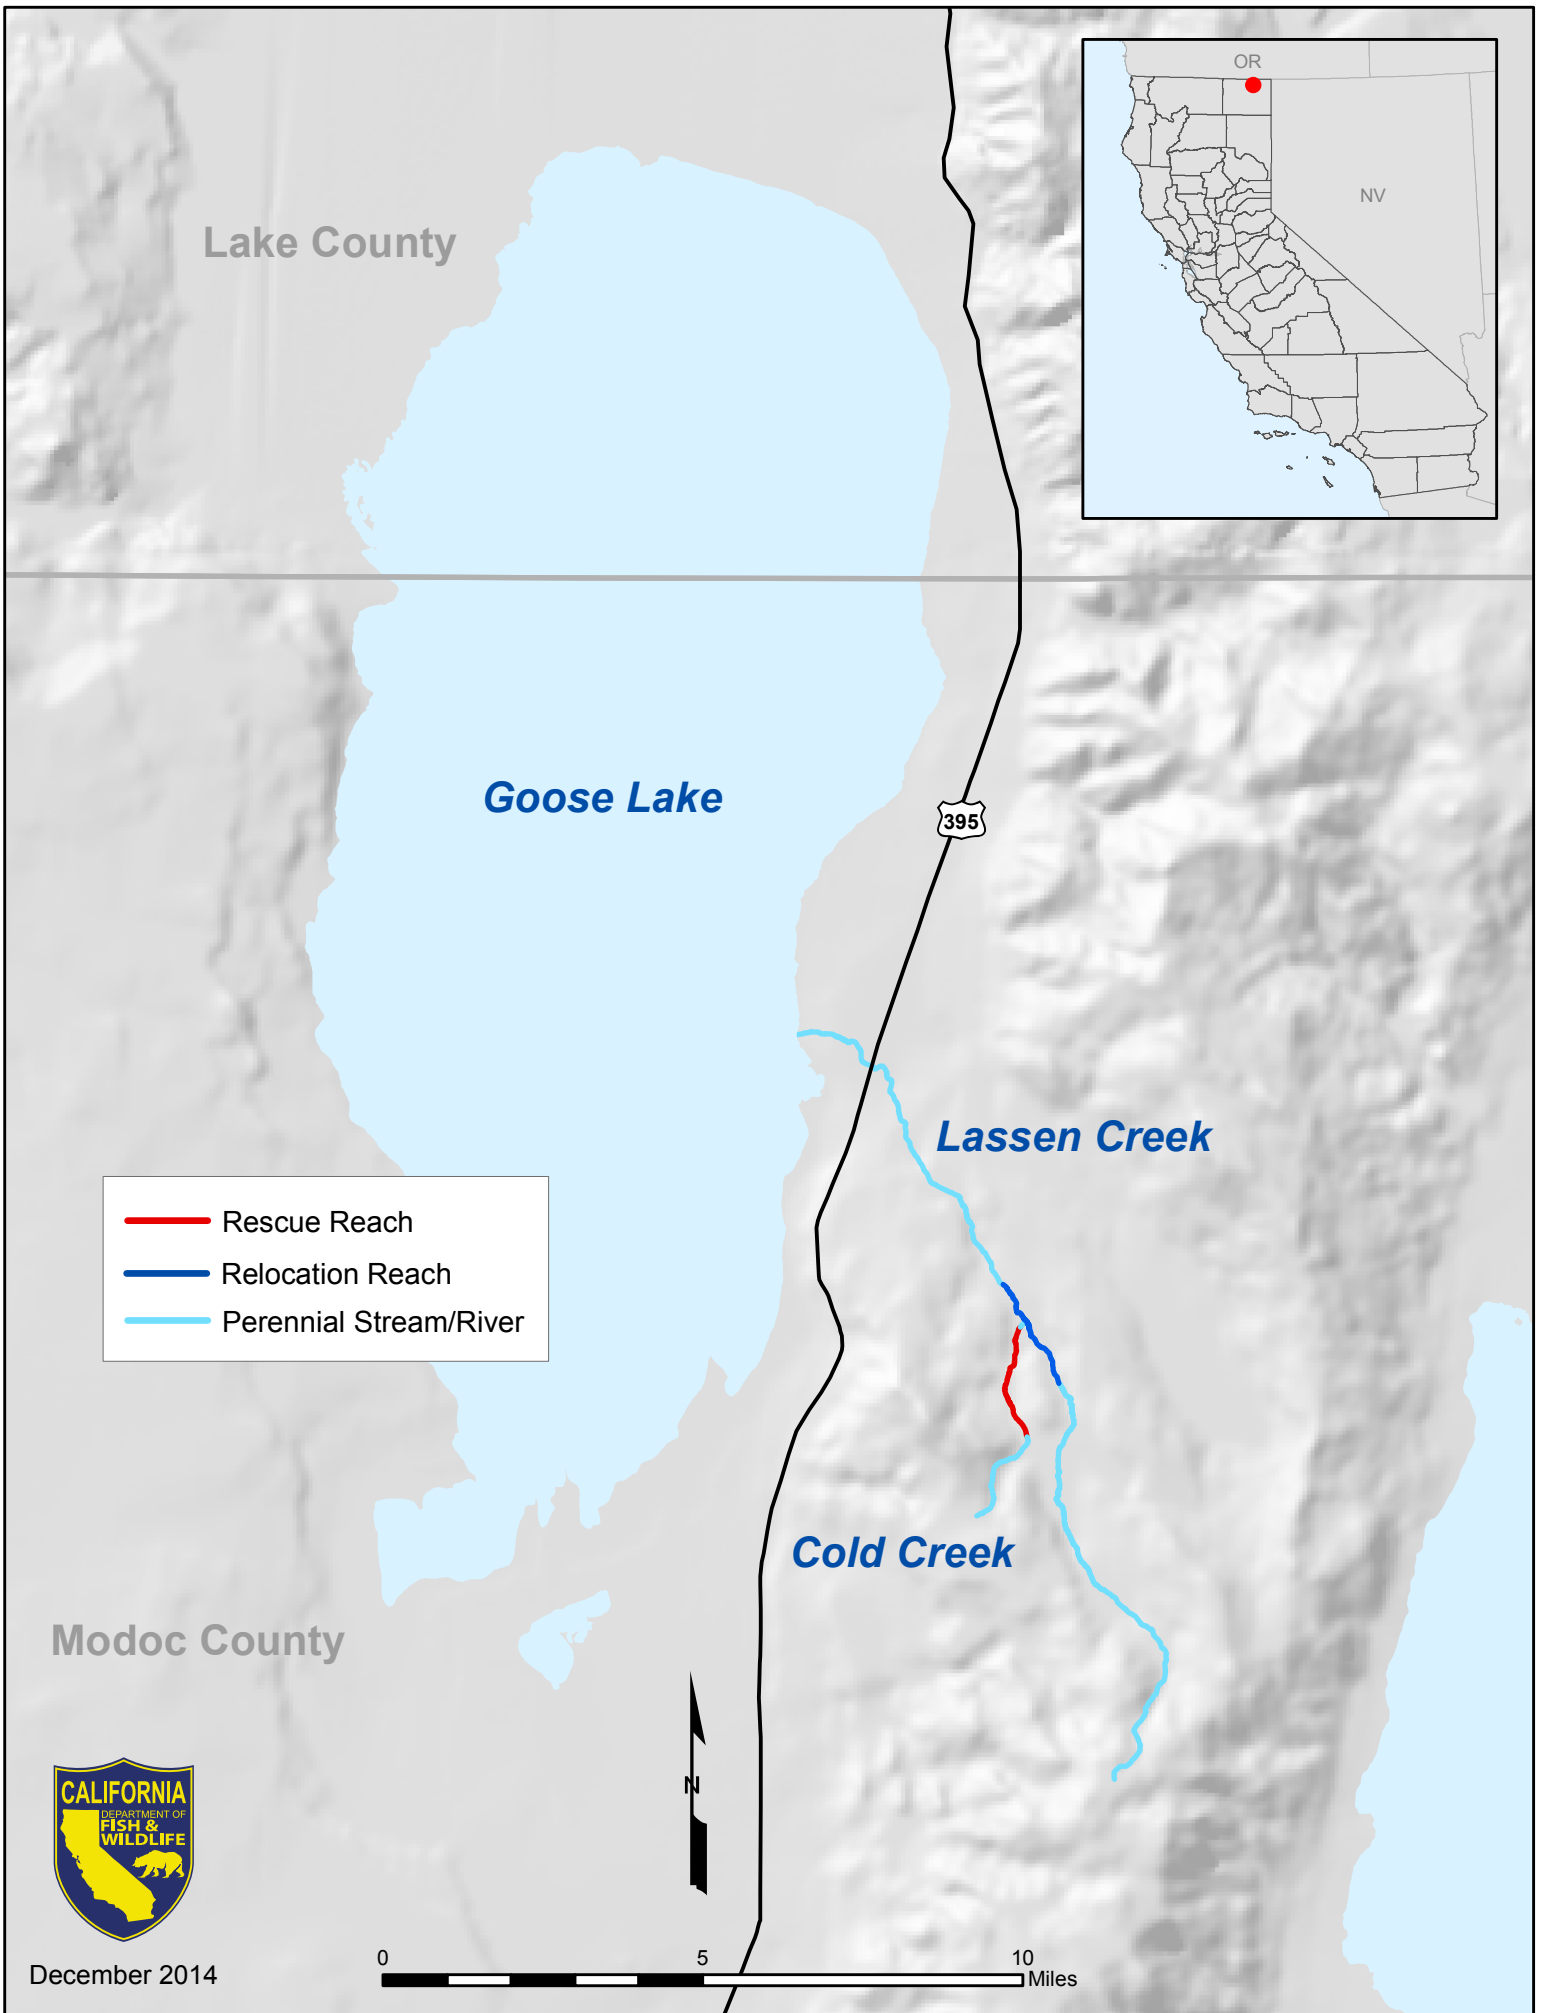 OR
NV
Lake County
Goose Lake
395
Lassen Creek
Rescue Reach
Relocation Reach
Perennial Stream/River
Cold Creek
Modoc County
N
CALIFORNIA
DEPARTMENT OF
FISH &
WILDLIFE
December 2014
0 5 10
Miles